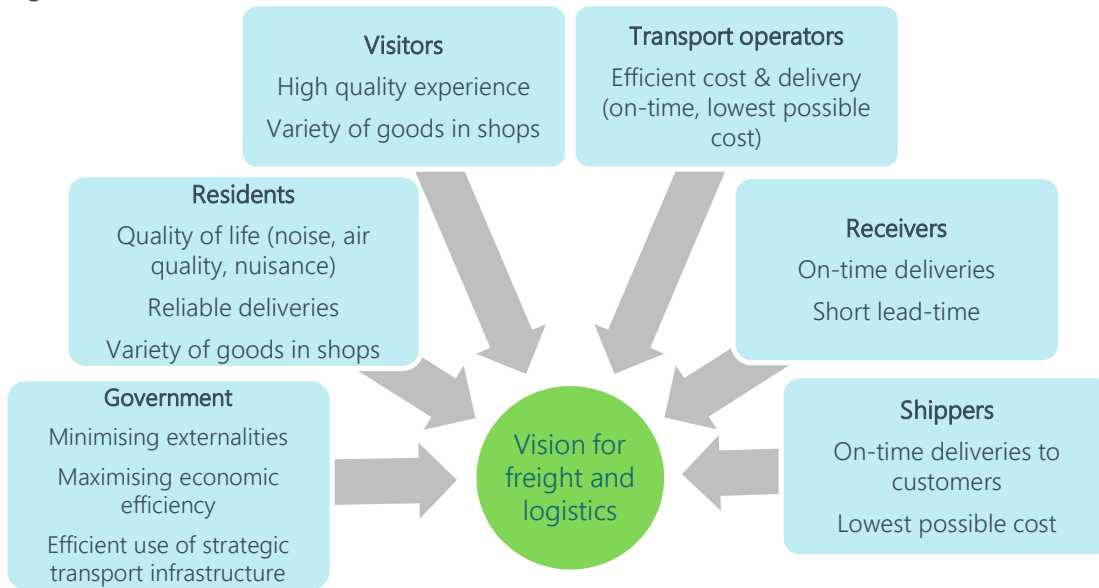 Visitors
High quality experience
Variety of goods in shops
Transport operators
Efficient cost & delivery
(on-time, lowest possible
cost)
Residents
Quality of life (noise, air
quality, nuisance)
Reliable deliveries
Variety of goods in shops
Receivers
On-time deliveries
Short lead-time
Government
Minimising externalities
Maximising economic
efficiency
Efficient use of strategic
transport infrastructure
Vision for
freight and
logistics
Shippers
On-time deliveries to
customers
Lowest possible cost